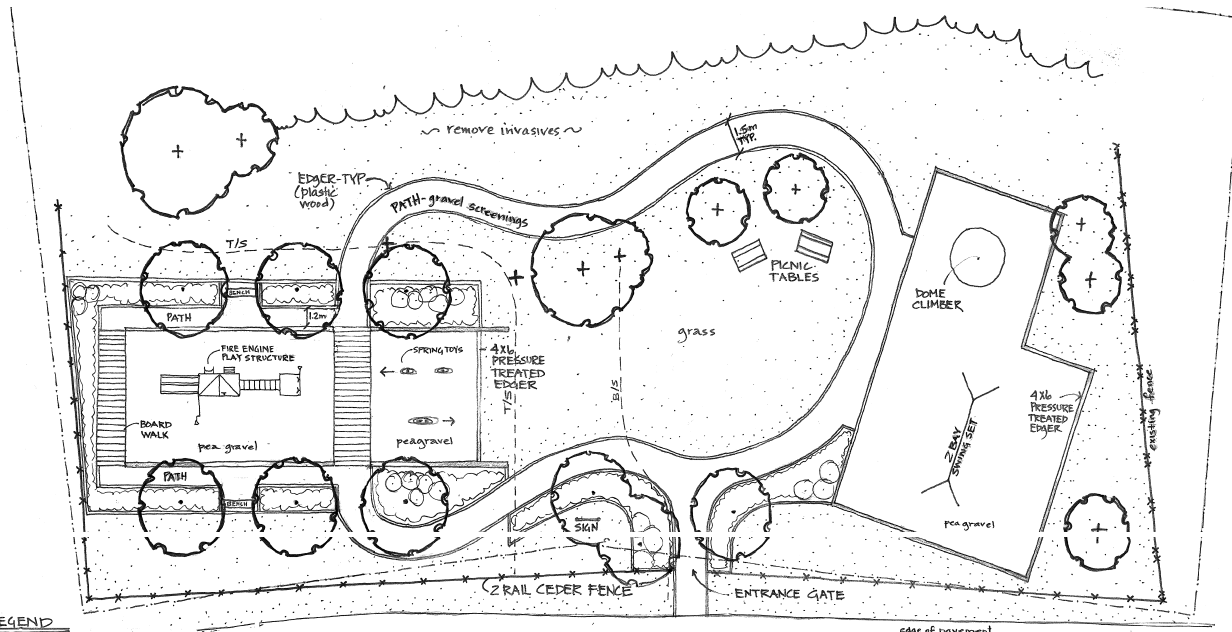 ~ remove invasives ~
1.5m
TYP.
EDGER-TYP
(plastic
wood)
PATH-gravel screenings
T/S
BENCH
PATH
1.2m
PICNIC
TABLES
DOME
CLIMBER
grass
FIRE ENGINE
PLAY STRUCTURE
SPRING TOYS
4x6
PRESSURE
TREATED
EDGER
T/S
B/S
4x6
PRESSURE
TREATED
EDGER
existing fence
2 BAY
SWING SET
BOARD
WALK
pea gravel
peagravel
PATH
BENCH
SIGN
pea gravel
2 RAIL CEDER FENCE
ENTRANCE GATE
EGEND
edge of pavement